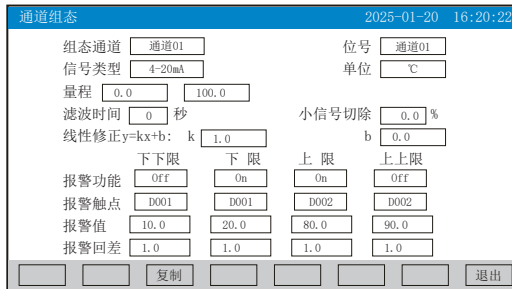 通道组态 2025-01-20 16:20:22
组态通道 通道01 位号 通道01
信号类型 4-20mA 单位 ℃
量程 0.0 100.0
滤波时间 0 秒 小信号切除 0.0 %
线性修正y=kx+b: k 1.0 b 0.0
下下限 下 限 上 限 上上限
报警功能 Off On On Off
报警触点 D001 D001 D002 D002
报警值 10.0 20.0 80.0 90.0
报警回差 1.0 1.0 1.0 1.0
复制 退出